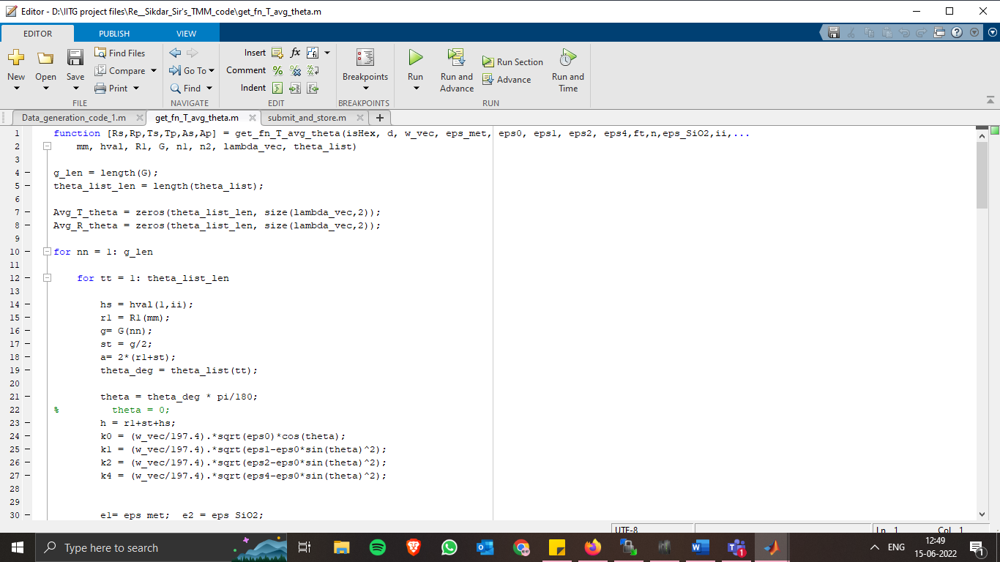 Editor - D:\IITG project files\Re__Sikdar_Sir's_TMM_code\get_fn_T_avg_theta.m
EDITOR PUBLISH VIEW
New Open Save Find Files Compare Print
FILE
Go To Find
NAVIGATE
Insert fx
Comment
Indent
EDIT
Breakpoints
BREAKPOINTS
Run Run and Advance Run Section Advance Run and Time
RUN
Data_generation_code_1.m get_fn_T_avg_theta.m submit_and_store.m
1 function [Rs,Rp,Ts,Tp,As,Ap] = get_fn_T_avg_theta(isHex, d, w_vec, eps_met, eps0, eps1, eps2, eps4,ft,n,eps_SiO2,ii,...
2 mm, hval, R1, G, n1, n2, lambda_vec, theta_list)
3
4 g_len = length(G);
5 theta_list_len = length(theta_list);
6
7 Avg_T_theta = zeros(theta_list_len, size(lambda_vec,2));
8 Avg_R_theta = zeros(theta_list_len, size(lambda_vec,2));
9
10 for nn = 1: g_len
11
12 for tt = 1: theta_list_len
13
14 hs = hval(1,ii);
15 r1 = R1(mm);
16 g= G(nn);
17 st = g/2;
18 a= 2*(r1+st);
19 theta_deg = theta_list(tt);
20
21 theta = theta_deg * pi/180;
22 % theta = 0;
23 h = r1+st+hs;
24 k0 = (w_vec/197.4).*sqrt(eps0)*cos(theta);
25 k1 = (w_vec/197.4).*sqrt(eps1-eps0*sin(theta)^2);
26 k2 = (w_vec/197.4).*sqrt(eps2-eps0*sin(theta)^2);
27 k4 = (w_vec/197.4).*sqrt(eps4-eps0*sin(theta)^2);
28
29
30 e1= eps_met; e2 = eps_SiO2;
UTF-8 Ln 1 Col 1
Type here to search
1
ENG
12:49
15-06-2022
1